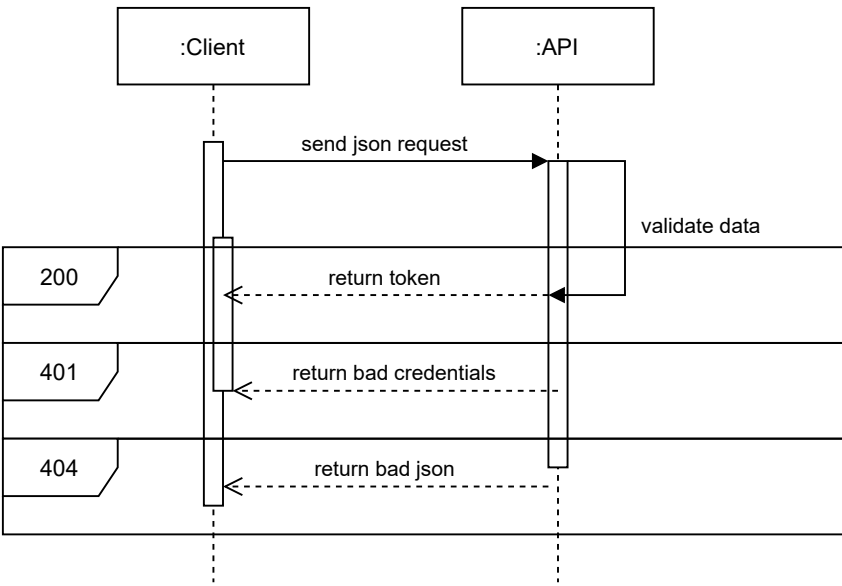 :Client
:API
send json request
validate data
200
return token
401
return bad credentials
404
return bad json